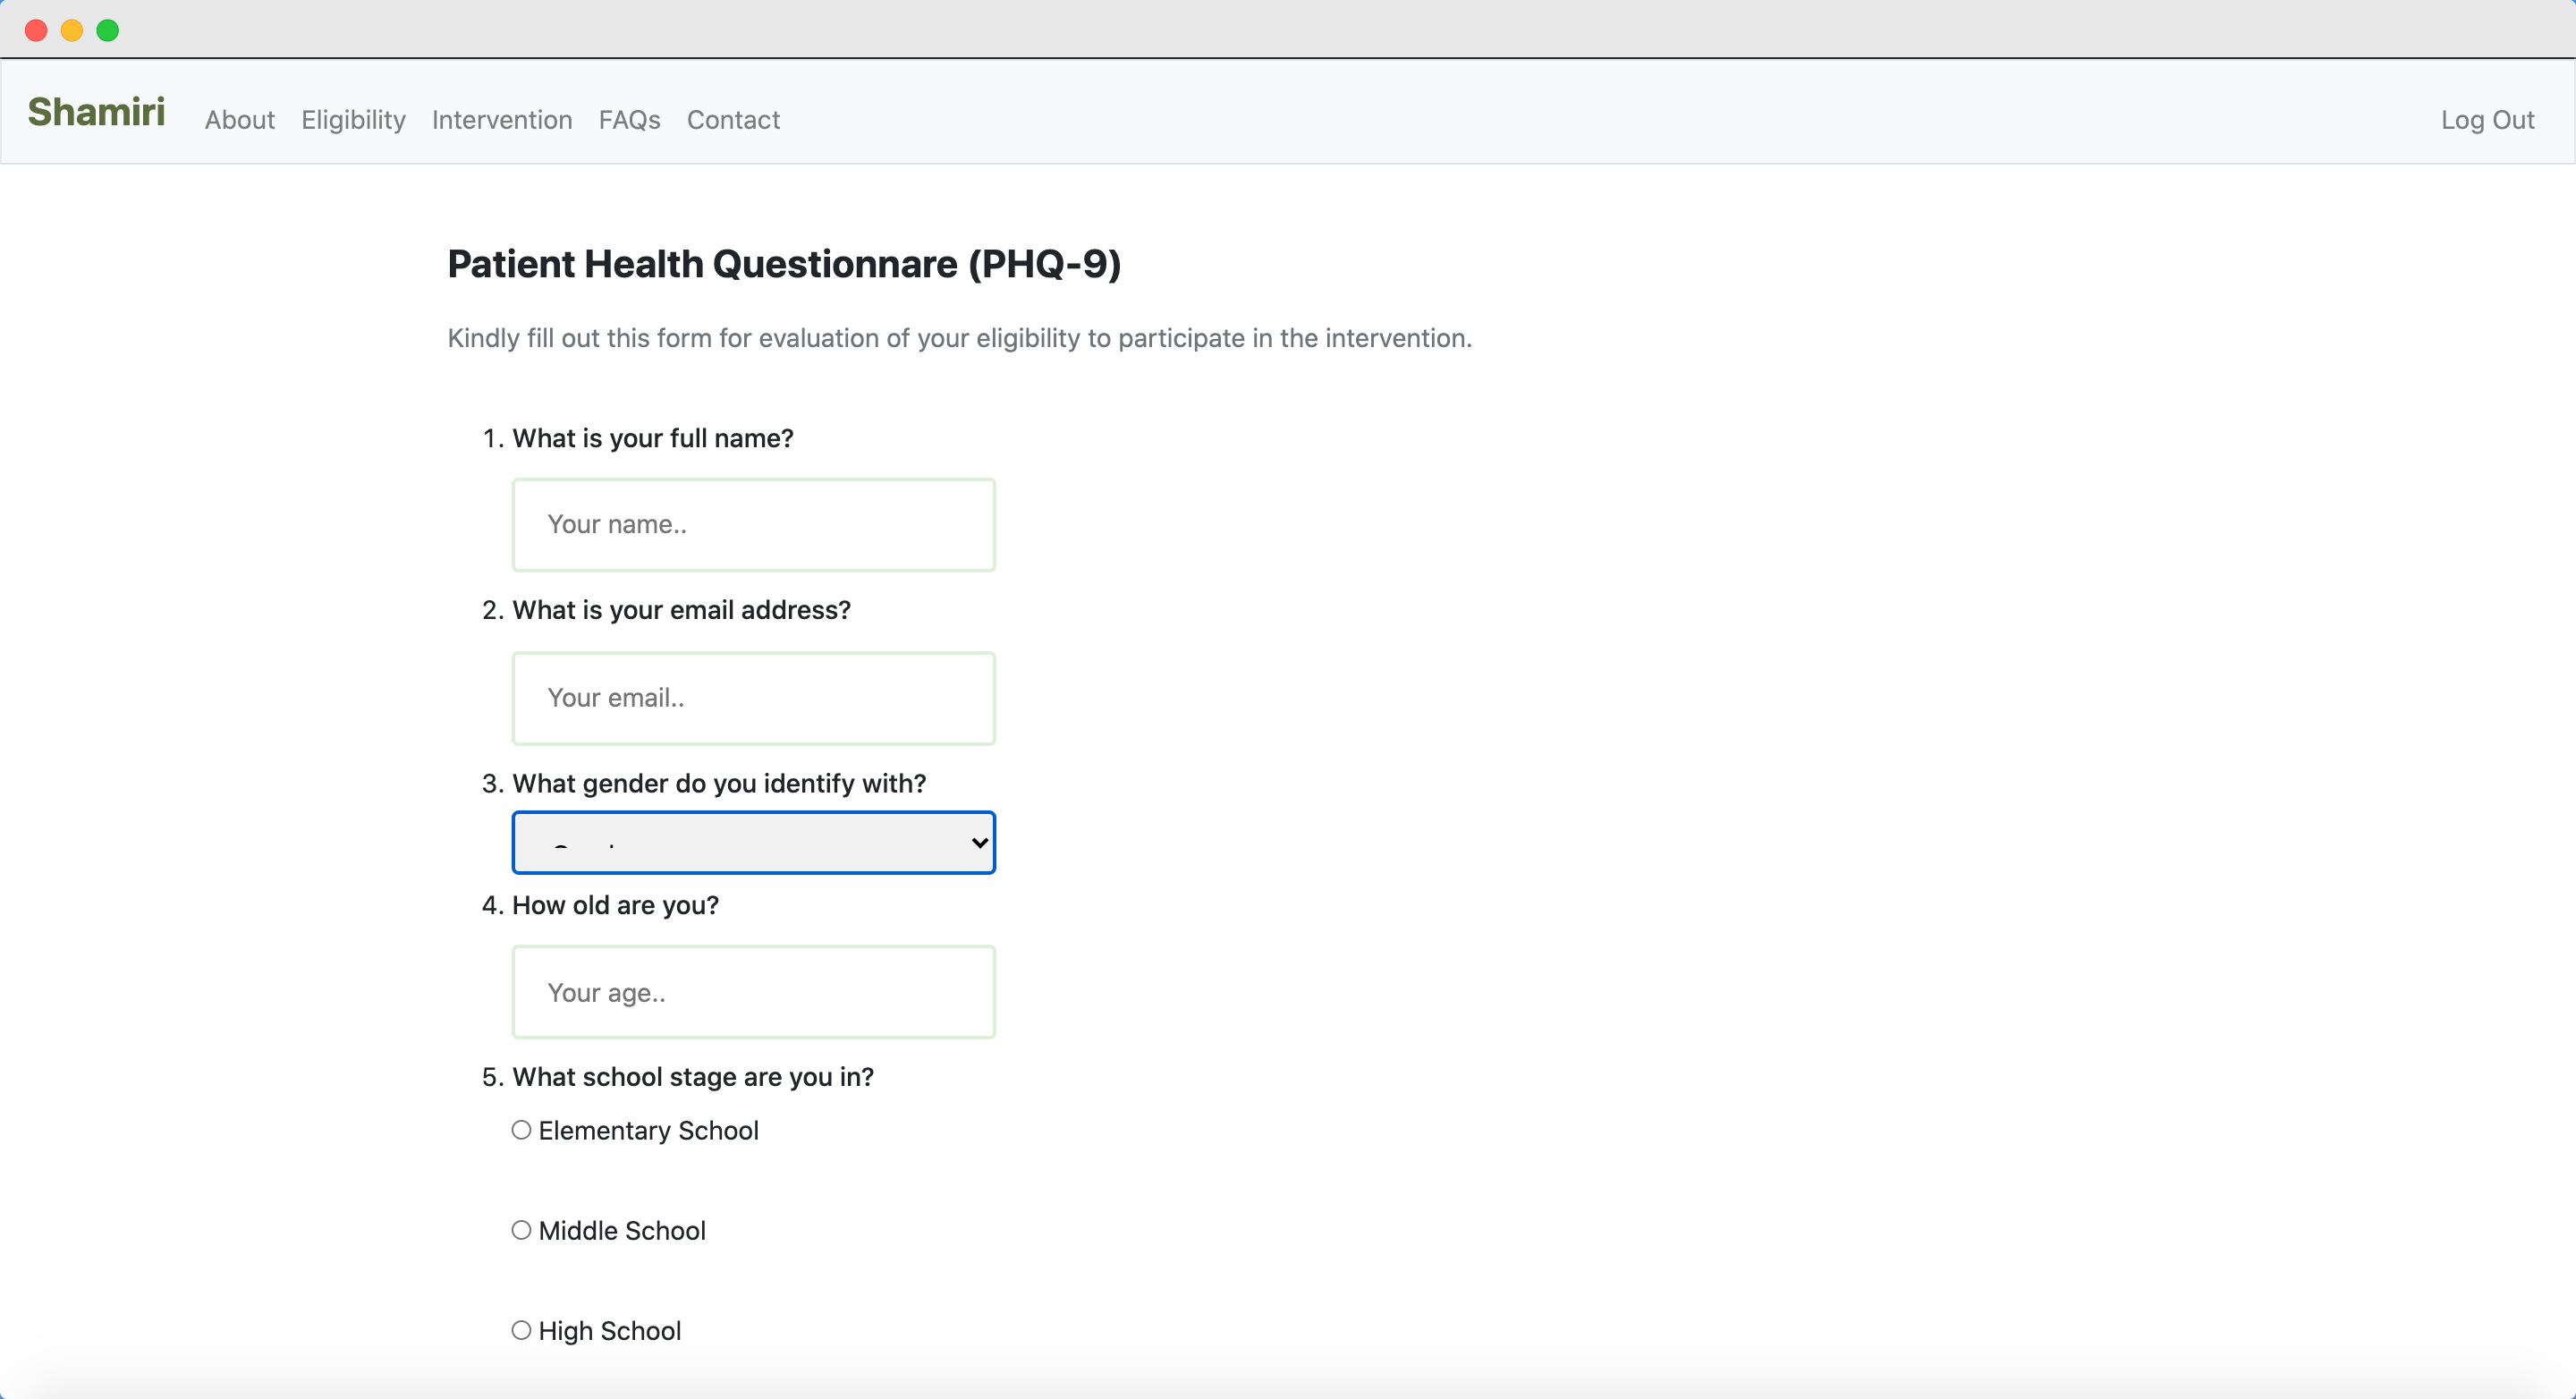 Shamiri About Eligibility Intervention FAQs Contact Log Out
Patient Health Questionnare (PHQ-9)
Kindly fill out this form for evaluation of your eligibility to participate in the intervention.
1. What is your full name?
Your name..
2. What is your email address?
Your email..
3. What gender do you identify with?
4. How old are you?
Your age..
5. What school stage are you in?
Elementary School
Middle School
High School